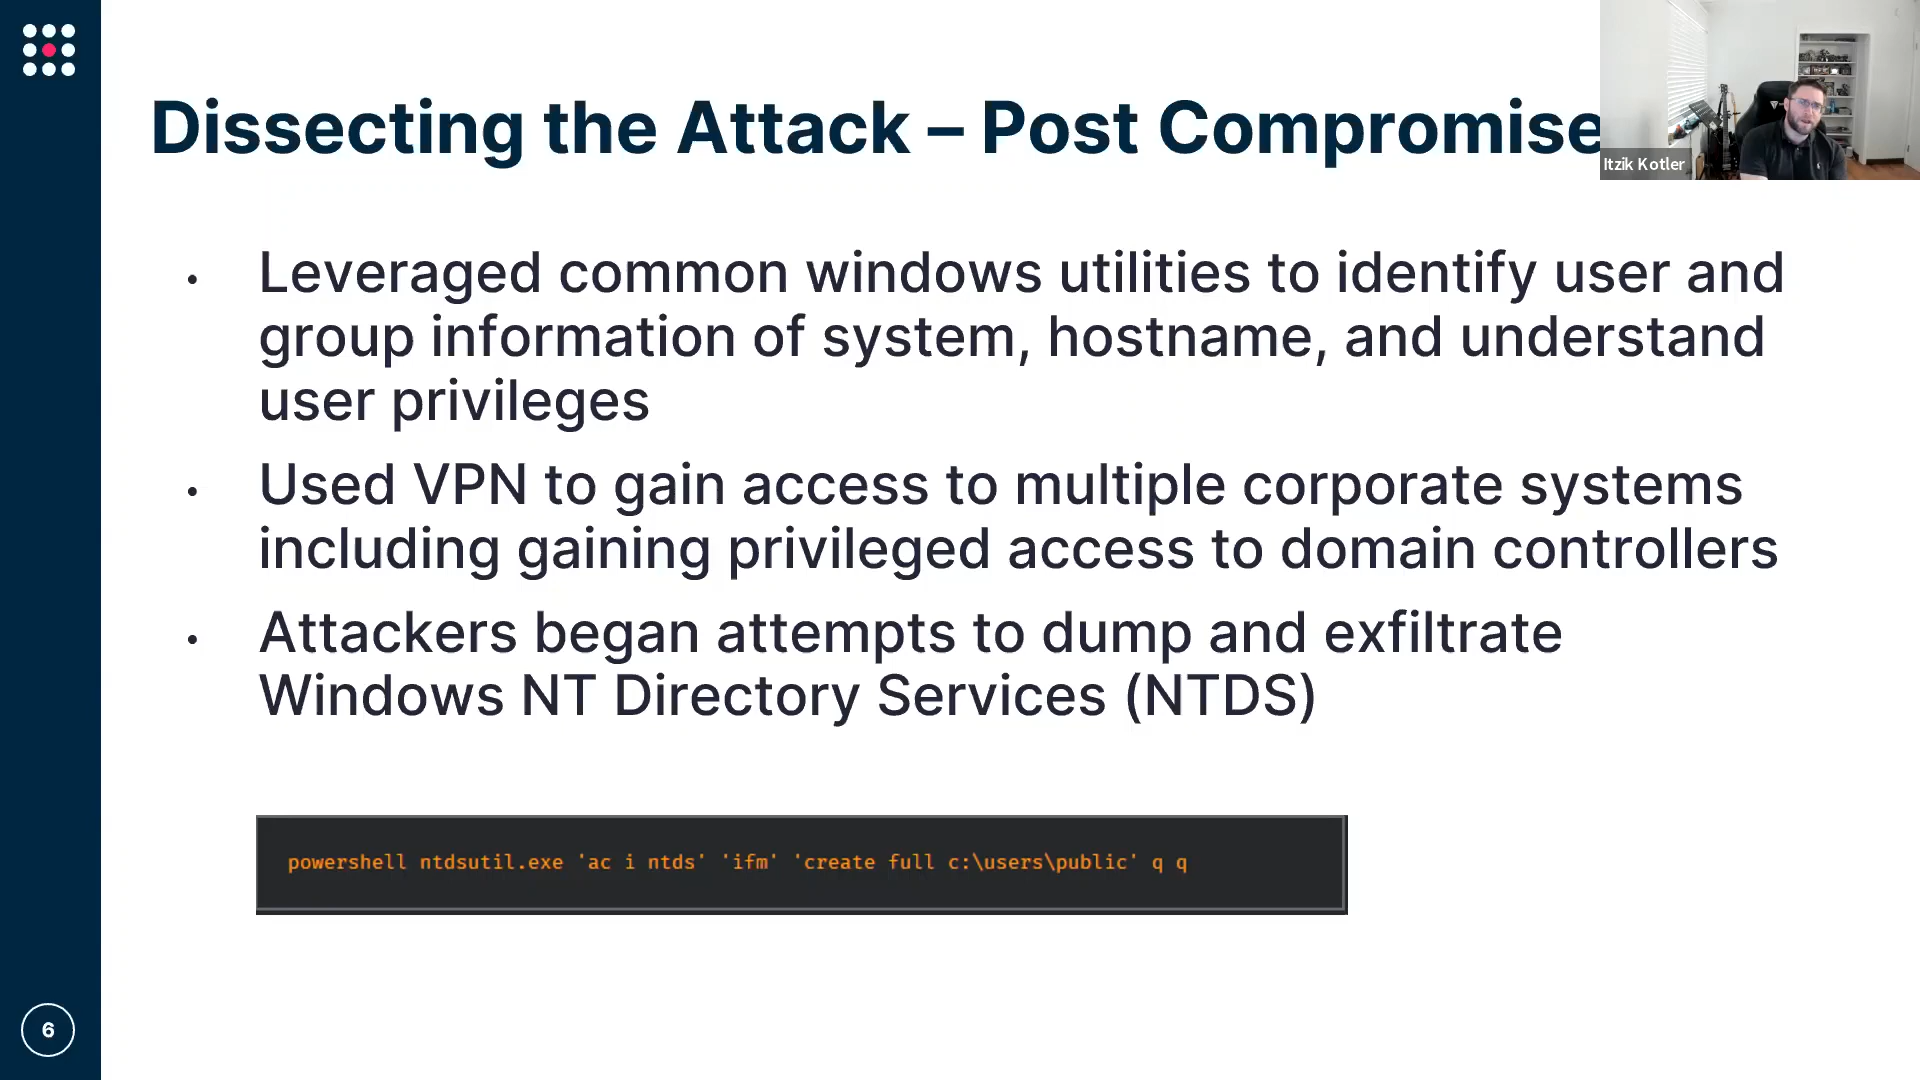 Dissecting the Attack – Post Compromise
Itzik Kotler
• Leveraged common windows utilities to identify user and
group information of system, hostname, and understand
user privileges
• Used VPN to gain access to multiple corporate systems
including gaining privileged access to domain controllers
• Attackers began attempts to dump and exfiltrate
Windows NT Directory Services (NTDS)
powershell ntdsutil.exe 'ac i ntds' 'ifm' 'create full c:\users\public' q q
6